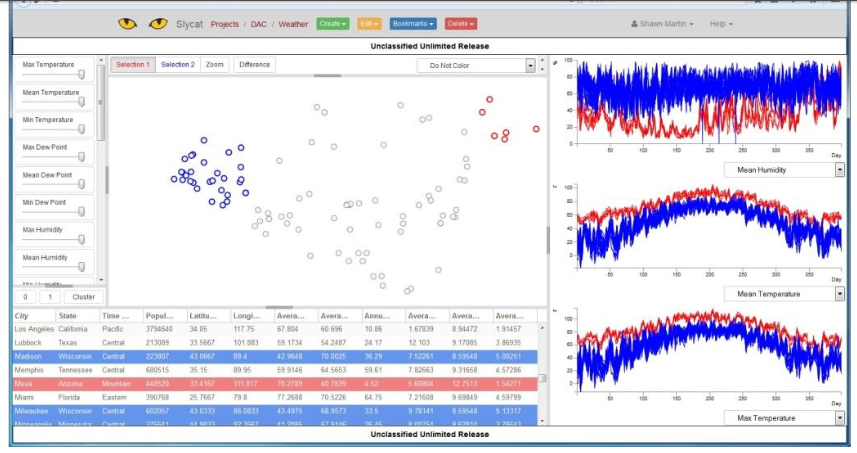 Slycat Projects / DAC / Weather Create Edit Bookmarks Delete Shawn Martin Help
Unclassified Unlimited Release
Max Temperature
Mean Temperature
Min Temperature
Max Dew Point
Mean Dew Point
Min Dew Point
Max Humidity
Mean Humidity
0 1 Cluster
Selection 1 Selection 2 Zoom Difference Do Not Color
%
100
80
60
40
20
0
50 100 150 200 250 300 350
Day
Mean Humidity
F
100
80
60
40
20
0
50 100 150 200 250 300 350
Day
Mean Temperature
F
100
80
60
40
20
0
50 100 150 200 250 300 350
Day
Max Temperature
City State Time ... Popul... Latitu... Longi... Avera... Avera... Annu... Avera... Avera... Avera...
Los Angeles California Pacific 3794640 34.05 117.75 67.804 60.696 10.86 1.67839 8.94472 1.91457
Lubbock Texas Central 213089 33.5667 101.883 59.1734 54.2487 24.17 12.103 9.17085 3.86935
Madison Wisconsin Central 223807 43.0667 89.4 42.9648 70.0025 36.29 7.52261 8.59548 5.00251
Memphis Tennessee Central 680515 35.15 89.95 59.9146 64.5653 59.61 7.82663 9.31658 4.57286
Mesa Arizona Mountain 448520 33.4167 111.817 70.2789 40.7839 4.52 5.60804 12.7513 1.54271
Miami Florida Eastern 390768 25.7667 79.8 77.2688 70.5226 64.75 7.21608 9.69849 4.59799
Milwaukee Wisconsin Central 602057 43.0333 86.0833 43.4975 68.9573 33.5 9.78141 8.59548 5.13317
Minneapolis Minnesota Central
Unclassified Unlimited Release